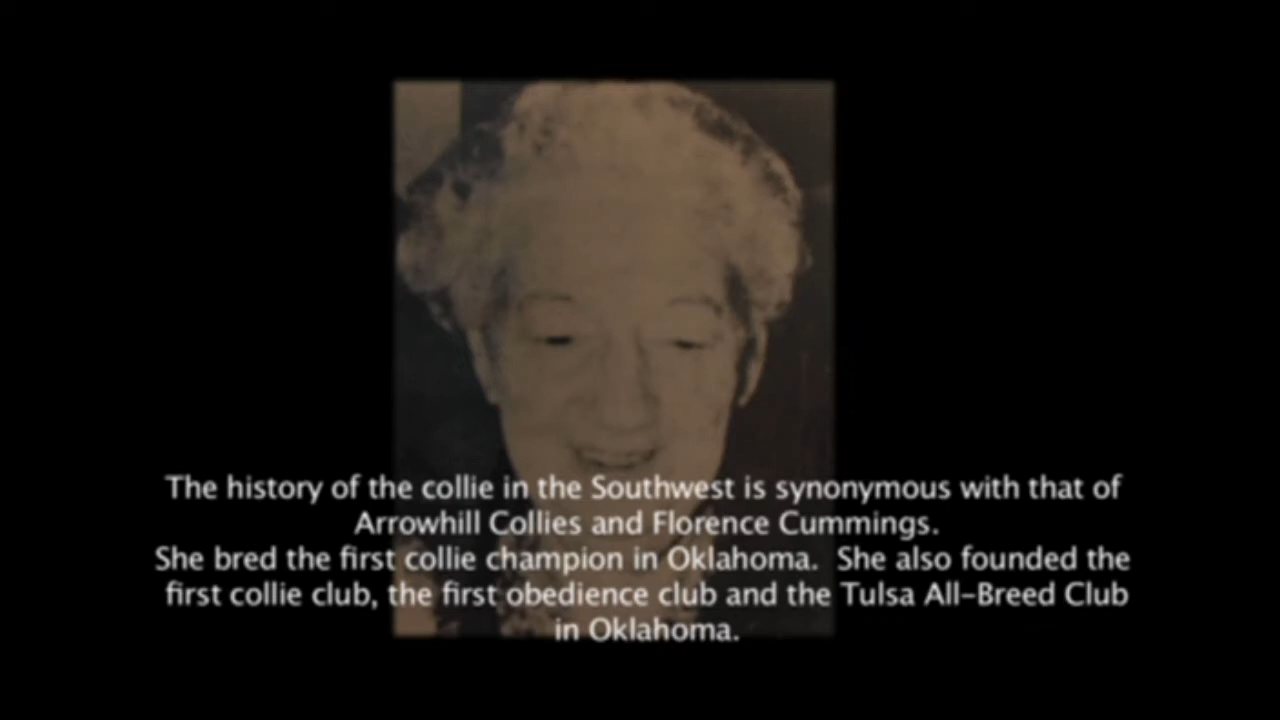 The history of the collie in the Southwest is synonymous with that of
Arrowhill Collies and Florence Cummings.
She bred the first collie champion in Oklahoma.  She also founded the
first collie club, the first obedience club and the Tulsa All-Breed Club
in Oklahoma.